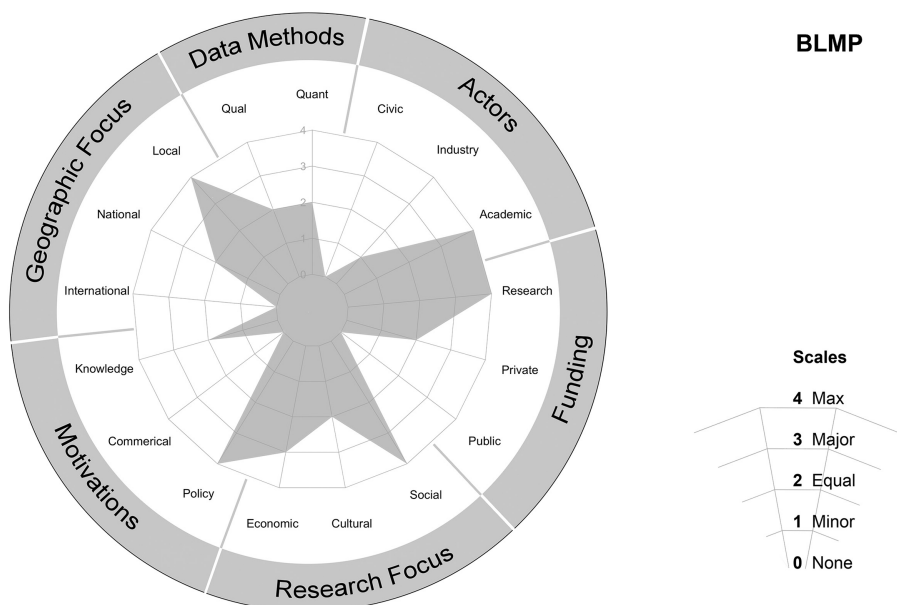 BLMP
Data Methods
Actors
Funding
Research Focus
Motivations
Geographic Focus
Quant
Civic
Industry
Academic
Research
Private
Public
Social
Cultural
Economic
Policy
Commerical
Knowledge
International
National
Local
Qual
4
3
2
1
0
Scales
4 Max
3 Major
2 Equal
1 Minor
0 None